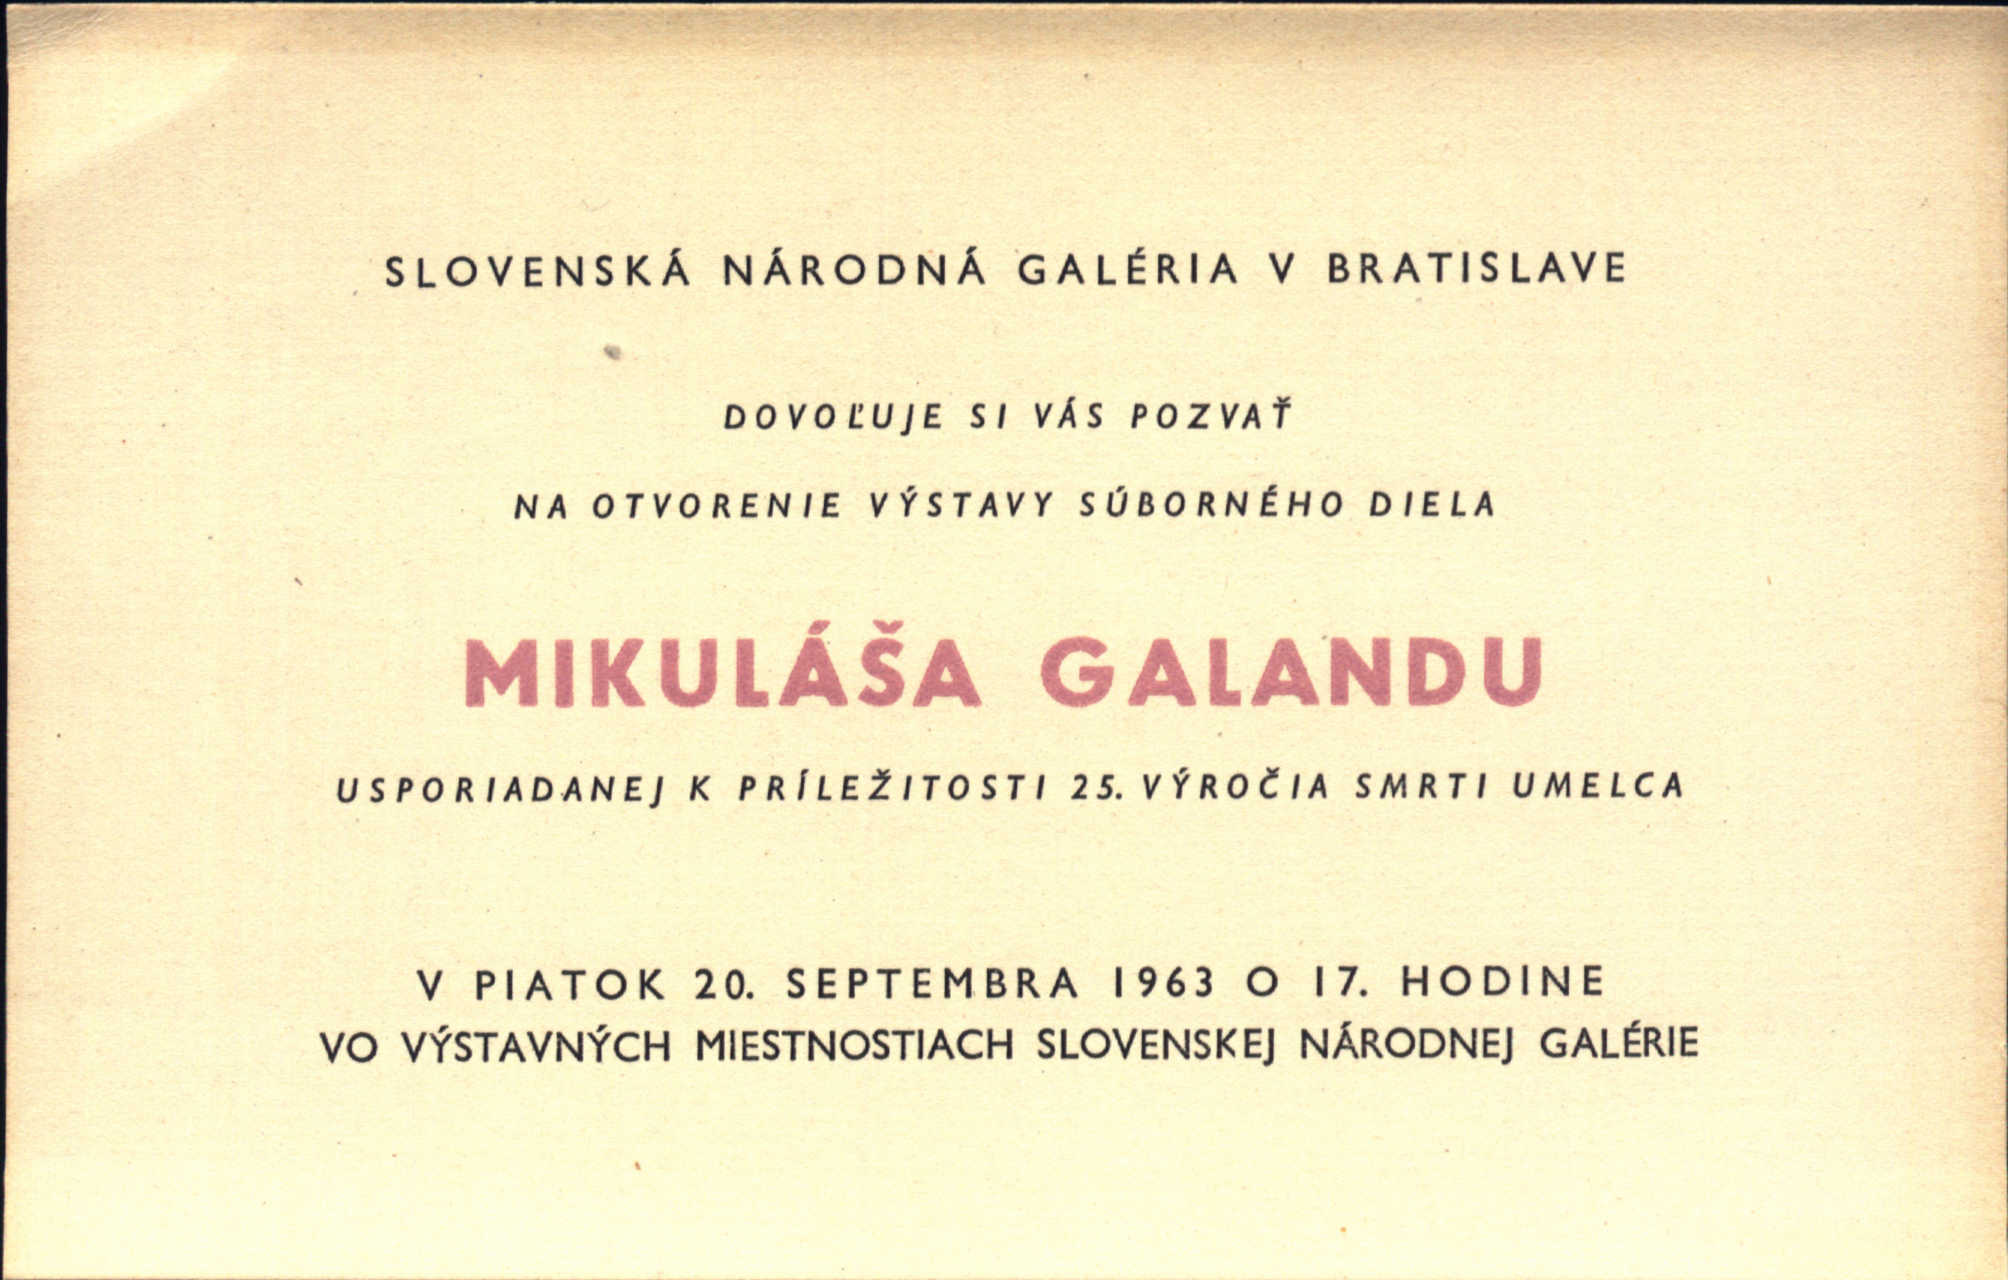 SLOVENSKÁ NÁRODNÁ GALÉRIA V BRATISLAVE
DOVOĽUJE SI VÁS POZVAŤ
NA OTVORENIE VÝSTAVY SÚBORNÉHO DIELA
MIKULÁŠA GALANDU
USPORIADANEJ K PRÍLEŽITOSTI 25. VÝROČIA SMRTI UMELCA
V PIATOK 20. SEPTEMBRA 1963 O 17. HODINE
VO VÝSTAVNÝCH MIESTNOSTIACH SLOVENSKEJ NÁRODNEJ GALÉRIE